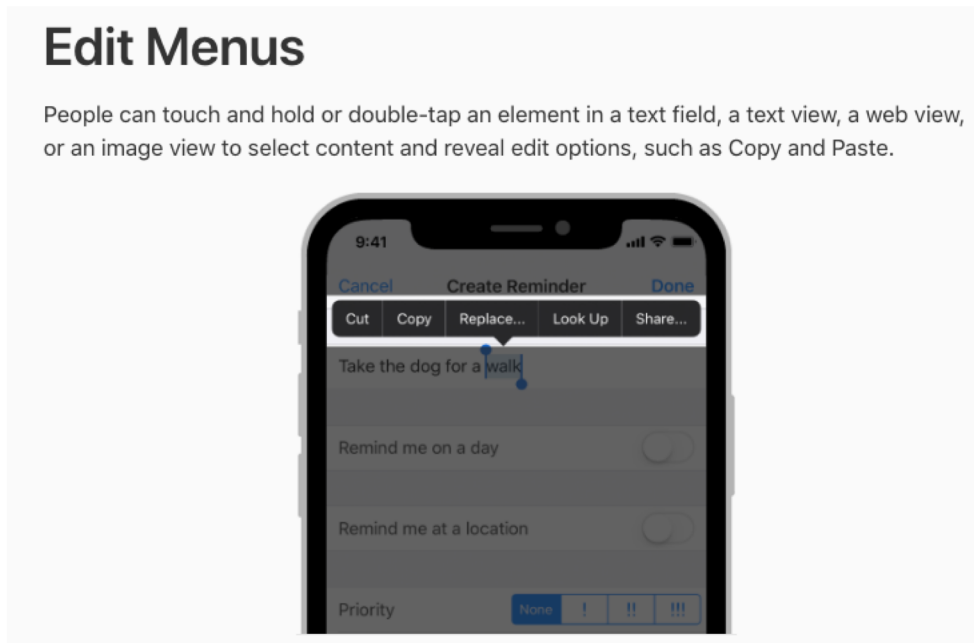 Edit Menus
People can touch and hold or double-tap an element in a text field, a text view, a web view,
or an image view to select content and reveal edit options, such as Copy and Paste.
9:41
Cancel Create Reminder Done
Cut Copy Replace... Look Up Share...
Take the dog for a walk
Remind me on a day
Remind me at a location
Priority None ! !! !!!